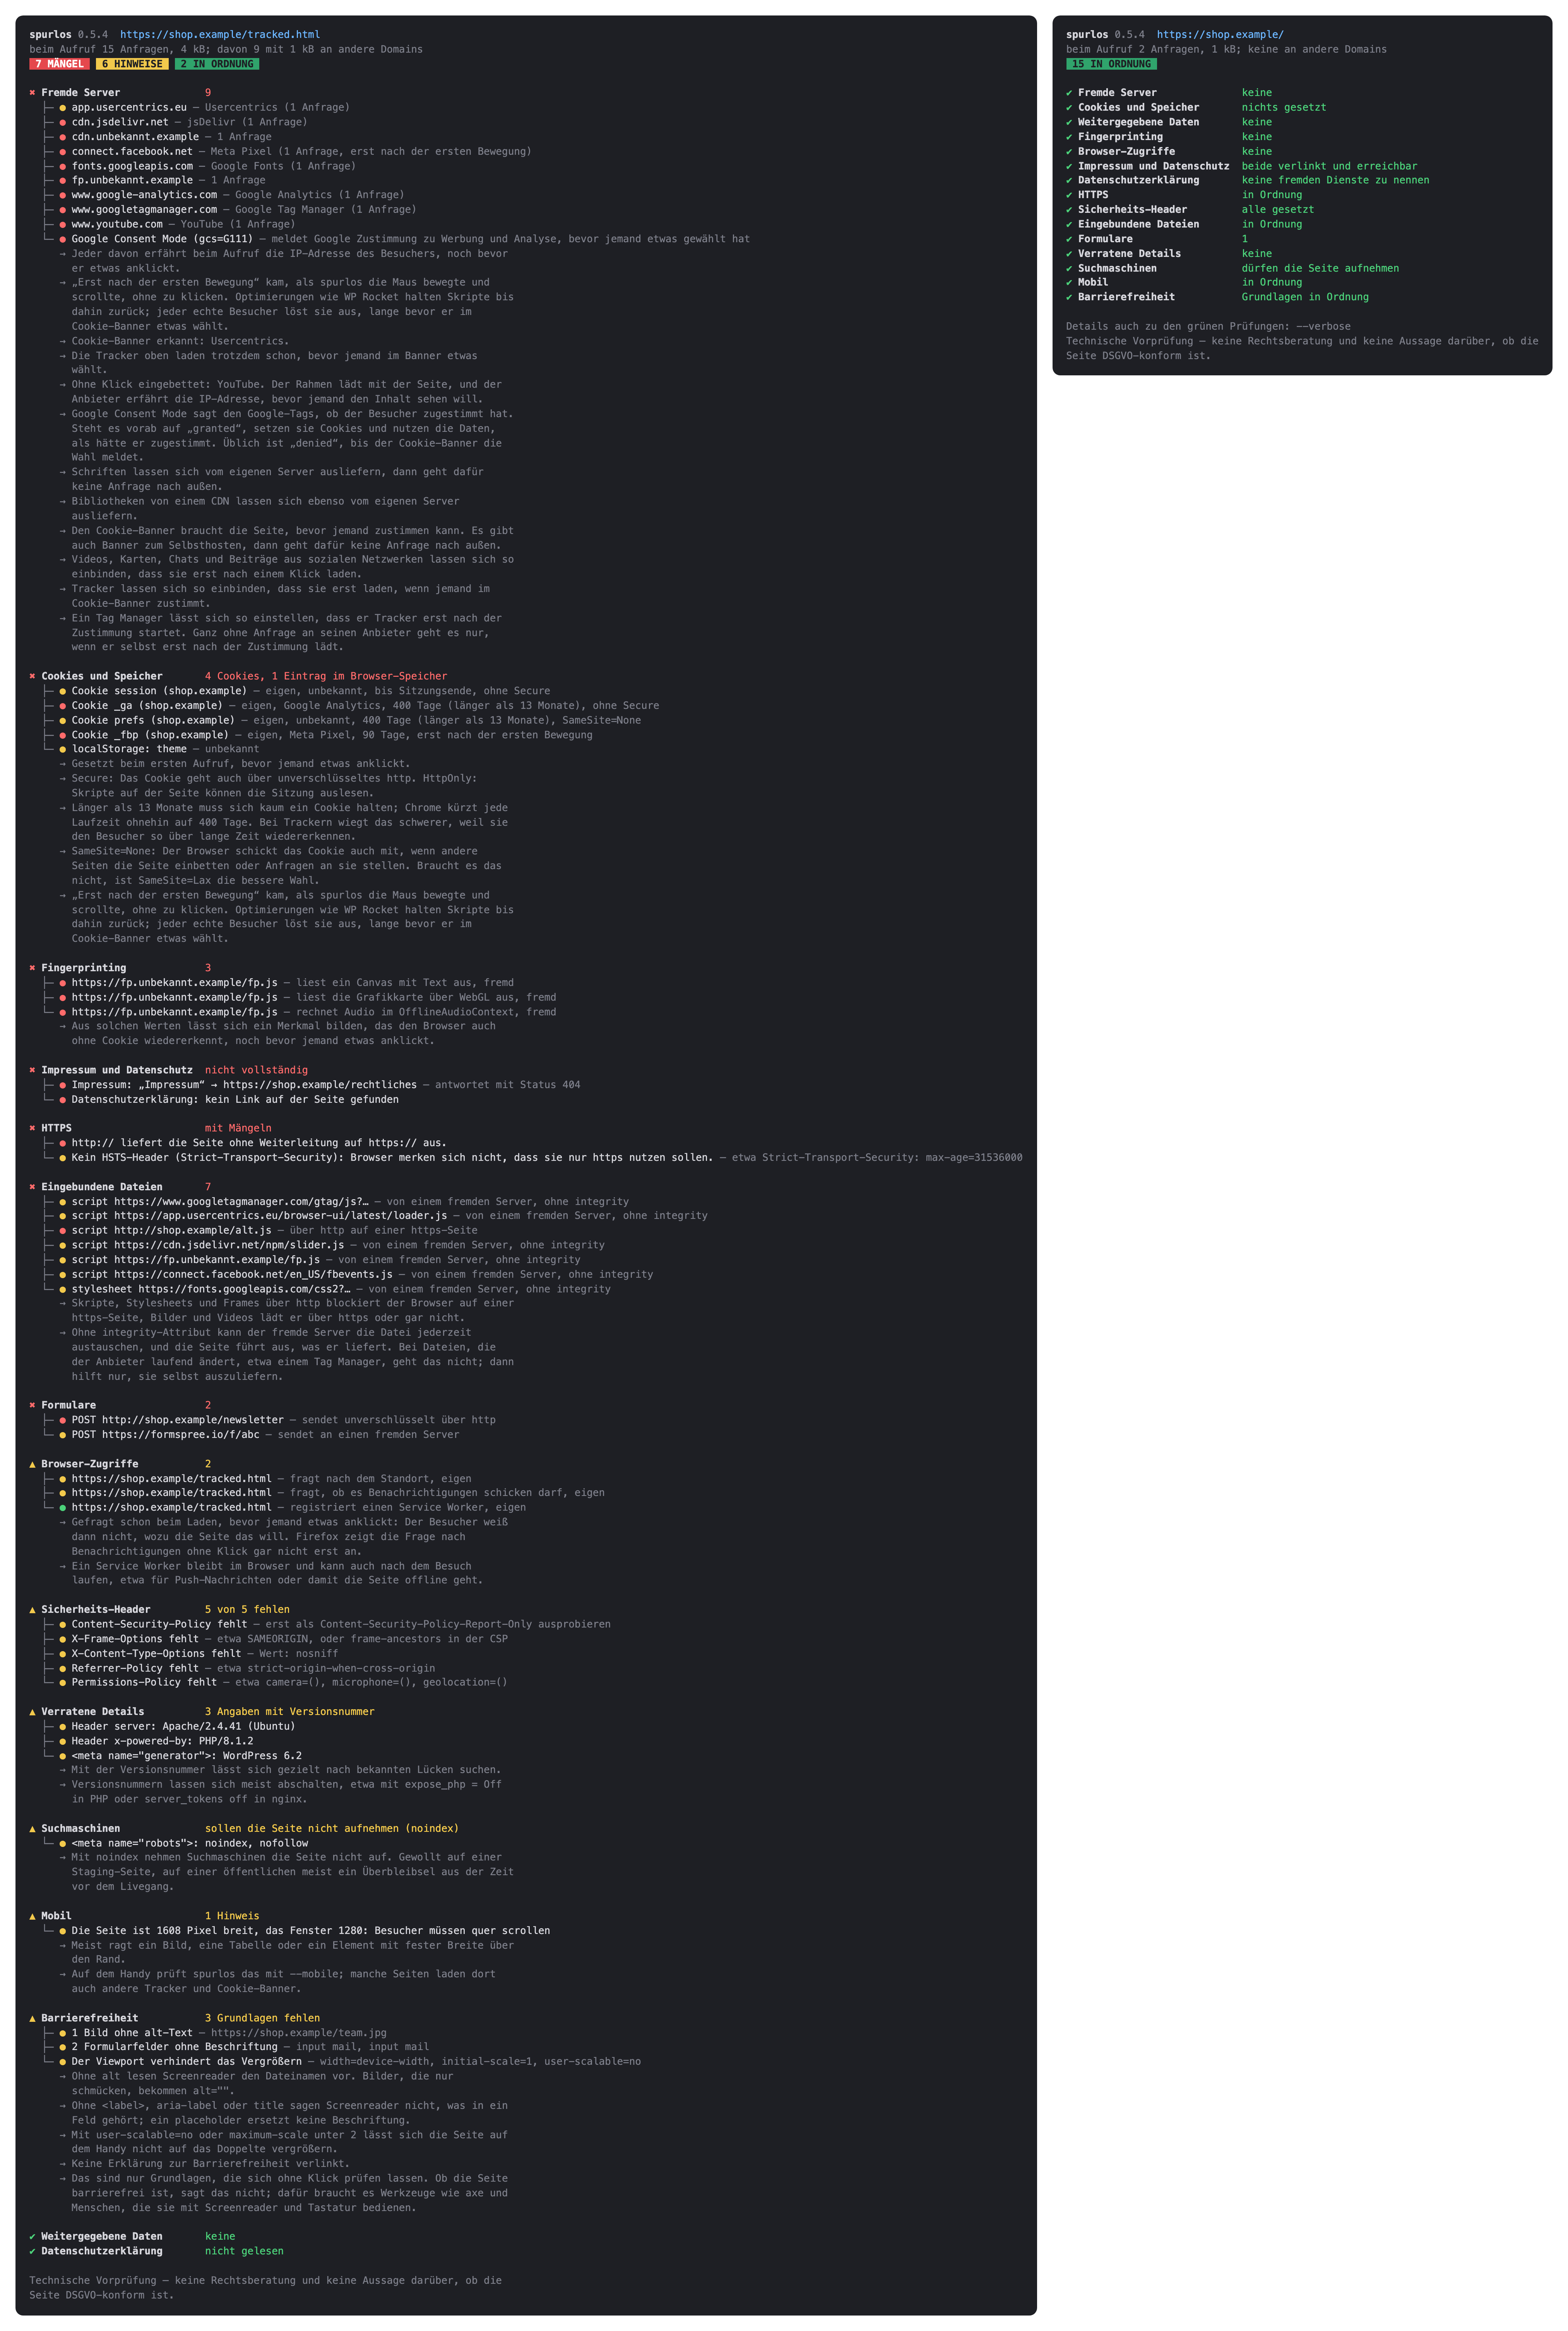 spurlos 0.5.4  https://shop.example/tracked.html
beim Aufruf 15 Anfragen, 4 kB; davon 9 mit 1 kB an andere Domains
7 MÄNGEL  6 HINWEISE  2 IN ORDNUNG
✖ Fremde Server  9
├─ ● app.usercentrics.eu — Usercentrics (1 Anfrage)
├─ ● cdn.jsdelivr.net — jsDelivr (1 Anfrage)
├─ ● cdn.unbekannt.example — 1 Anfrage
├─ ● connect.facebook.net — Meta Pixel (1 Anfrage, erst nach der ersten Bewegung)
├─ ● fonts.googleapis.com — Google Fonts (1 Anfrage)
├─ ● fp.unbekannt.example — 1 Anfrage
├─ ● www.google-analytics.com — Google Analytics (1 Anfrage)
├─ ● www.googletagmanager.com — Google Tag Manager (1 Anfrage)
├─ ● www.youtube.com — YouTube (1 Anfrage)
└─ ● Google Consent Mode (gcs=G111) — meldet Google Zustimmung zu Werbung und Analyse, bevor jemand etwas gewählt hat
→ Jeder davon erfährt beim Aufruf die IP-Adresse des Besuchers, noch bevor
er etwas anklickt.
→ „Erst nach der ersten Bewegung“ kam, als spurlos die Maus bewegte und
scrollte, ohne zu klicken. Optimierungen wie WP Rocket halten Skripte bis
dahin zurück; jeder echte Besucher löst sie aus, lange bevor er im
Cookie-Banner etwas wählt.
→ Cookie-Banner erkannt: Usercentrics.
→ Die Tracker oben laden trotzdem schon, bevor jemand im Banner etwas
wählt.
→ Ohne Klick eingebettet: YouTube. Der Rahmen lädt mit der Seite, und der
Anbieter erfährt die IP-Adresse, bevor jemand den Inhalt sehen will.
→ Google Consent Mode sagt den Google-Tags, ob der Besucher zugestimmt hat.
Steht es vorab auf „granted“, setzen sie Cookies und nutzen die Daten,
als hätte er zugestimmt. Üblich ist „denied“, bis der Cookie-Banner die
Wahl meldet.
→ Schriften lassen sich vom eigenen Server ausliefern, dann geht dafür
keine Anfrage nach außen.
→ Bibliotheken von einem CDN lassen sich ebenso vom eigenen Server
ausliefern.
→ Den Cookie-Banner braucht die Seite, bevor jemand zustimmen kann. Es gibt
auch Banner zum Selbsthosten, dann geht dafür keine Anfrage nach außen.
→ Videos, Karten, Chats und Beiträge aus sozialen Netzwerken lassen sich so
einbinden, dass sie erst nach einem Klick laden.
→ Tracker lassen sich so einbinden, dass sie erst laden, wenn jemand im
Cookie-Banner zustimmt.
→ Ein Tag Manager lässt sich so einstellen, dass er Tracker erst nach der
Zustimmung startet. Ganz ohne Anfrage an seinen Anbieter geht es nur,
wenn er selbst erst nach der Zustimmung lädt.
✖ Cookies und Speicher  4 Cookies, 1 Eintrag im Browser-Speicher
├─ ● Cookie session (shop.example) — eigen, unbekannt, bis Sitzungsende, ohne Secure
├─ ● Cookie _ga (shop.example) — eigen, Google Analytics, 400 Tage (länger als 13 Monate), ohne Secure
├─ ● Cookie prefs (shop.example) — eigen, unbekannt, 400 Tage (länger als 13 Monate), SameSite=None
├─ ● Cookie _fbp (shop.example) — eigen, Meta Pixel, 90 Tage, erst nach der ersten Bewegung
└─ ● localStorage: theme — unbekannt
→ Gesetzt beim ersten Aufruf, bevor jemand etwas anklickt.
→ Secure: Das Cookie geht auch über unverschlüsseltes http. HttpOnly:
Skripte auf der Seite können die Sitzung auslesen.
→ Länger als 13 Monate muss sich kaum ein Cookie halten; Chrome kürzt jede
Laufzeit ohnehin auf 400 Tage. Bei Trackern wiegt das schwerer, weil sie
den Besucher so über lange Zeit wiedererkennen.
→ SameSite=None: Der Browser schickt das Cookie auch mit, wenn andere
Seiten die Seite einbetten oder Anfragen an sie stellen. Braucht es das
nicht, ist SameSite=Lax die bessere Wahl.
→ „Erst nach der ersten Bewegung“ kam, als spurlos die Maus bewegte und
scrollte, ohne zu klicken. Optimierungen wie WP Rocket halten Skripte bis
dahin zurück; jeder echte Besucher löst sie aus, lange bevor er im
Cookie-Banner etwas wählt.
✖ Fingerprinting  3
├─ ● https://fp.unbekannt.example/fp.js — liest ein Canvas mit Text aus, fremd
├─ ● https://fp.unbekannt.example/fp.js — liest die Grafikkarte über WebGL aus, fremd
└─ ● https://fp.unbekannt.example/fp.js — rechnet Audio im OfflineAudioContext, fremd
→ Aus solchen Werten lässt sich ein Merkmal bilden, das den Browser auch
ohne Cookie wiedererkennt, noch bevor jemand etwas anklickt.
✖ Impressum und Datenschutz  nicht vollständig
├─ ● Impressum: „Impressum“ → https://shop.example/rechtliches — antwortet mit Status 404
└─ ● Datenschutzerklärung: kein Link auf der Seite gefunden
✖ HTTPS  mit Mängeln
├─ ● http:// liefert die Seite ohne Weiterleitung auf https:// aus.
└─ ● Kein HSTS-Header (Strict-Transport-Security): Browser merken sich nicht, dass sie nur https nutzen sollen. — etwa Strict-Transport-Security: max-age=31536000
✖ Eingebundene Dateien  7
├─ ● script https://www.googletagmanager.com/gtag/js?… — von einem fremden Server, ohne integrity
├─ ● script https://app.usercentrics.eu/browser-ui/latest/loader.js — von einem fremden Server, ohne integrity
├─ ● script http://shop.example/alt.js — über http auf einer https-Seite
├─ ● script https://cdn.jsdelivr.net/npm/slider.js — von einem fremden Server, ohne integrity
├─ ● script https://fp.unbekannt.example/fp.js — von einem fremden Server, ohne integrity
├─ ● script https://connect.facebook.net/en_US/fbevents.js — von einem fremden Server, ohne integrity
└─ ● stylesheet https://fonts.googleapis.com/css2?… — von einem fremden Server, ohne integrity
→ Skripte, Stylesheets und Frames über http blockiert der Browser auf einer
https-Seite, Bilder und Videos lädt er über https oder gar nicht.
→ Ohne integrity-Attribut kann der fremde Server die Datei jederzeit
austauschen, und die Seite führt aus, was er liefert. Bei Dateien, die
der Anbieter laufend ändert, etwa einem Tag Manager, geht das nicht; dann
hilft nur, sie selbst auszuliefern.
✖ Formulare  2
├─ ● POST http://shop.example/newsletter — sendet unverschlüsselt über http
└─ ● POST https://formspree.io/f/abc — sendet an einen fremden Server
▲ Browser-Zugriffe  2
├─ ● https://shop.example/tracked.html — fragt nach dem Standort, eigen
├─ ● https://shop.example/tracked.html — fragt, ob es Benachrichtigungen schicken darf, eigen
└─ ● https://shop.example/tracked.html — registriert einen Service Worker, eigen
→ Gefragt schon beim Laden, bevor jemand etwas anklickt: Der Besucher weiß
dann nicht, wozu die Seite das will. Firefox zeigt die Frage nach
Benachrichtigungen ohne Klick gar nicht erst an.
→ Ein Service Worker bleibt im Browser und kann auch nach dem Besuch
laufen, etwa für Push-Nachrichten oder damit die Seite offline geht.
▲ Sicherheits-Header  5 von 5 fehlen
├─ ● Content-Security-Policy fehlt — erst als Content-Security-Policy-Report-Only ausprobieren
├─ ● X-Frame-Options fehlt — etwa SAMEORIGIN, oder frame-ancestors in der CSP
├─ ● X-Content-Type-Options fehlt — Wert: nosniff
├─ ● Referrer-Policy fehlt — etwa strict-origin-when-cross-origin
└─ ● Permissions-Policy fehlt — etwa camera=(), microphone=(), geolocation=()
▲ Verratene Details  3 Angaben mit Versionsnummer
├─ ● Header server: Apache/2.4.41 (Ubuntu)
├─ ● Header x-powered-by: PHP/8.1.2
└─ ● <meta name="generator">: WordPress 6.2
→ Mit der Versionsnummer lässt sich gezielt nach bekannten Lücken suchen.
→ Versionsnummern lassen sich meist abschalten, etwa mit expose_php = Off
in PHP oder server_tokens off in nginx.
▲ Suchmaschinen  sollen die Seite nicht aufnehmen (noindex)
└─ ● <meta name="robots">: noindex, nofollow
→ Mit noindex nehmen Suchmaschinen die Seite nicht auf. Gewollt auf einer
Staging-Seite, auf einer öffentlichen meist ein Überbleibsel aus der Zeit
vor dem Livegang.
▲ Mobil  1 Hinweis
└─ ● Die Seite ist 1608 Pixel breit, das Fenster 1280: Besucher müssen quer scrollen
→ Meist ragt ein Bild, eine Tabelle oder ein Element mit fester Breite über
den Rand.
→ Auf dem Handy prüft spurlos das mit --mobile; manche Seiten laden dort
auch andere Tracker und Cookie-Banner.
▲ Barrierefreiheit  3 Grundlagen fehlen
├─ ● 1 Bild ohne alt-Text — https://shop.example/team.jpg
├─ ● 2 Formularfelder ohne Beschriftung — input mail, input mail
└─ ● Der Viewport verhindert das Vergrößern — width=device-width, initial-scale=1, user-scalable=no
→ Ohne alt lesen Screenreader den Dateinamen vor. Bilder, die nur
schmücken, bekommen alt="".
→ Ohne <label>, aria-label oder title sagen Screenreader nicht, was in ein
Feld gehört; ein placeholder ersetzt keine Beschriftung.
→ Mit user-scalable=no oder maximum-scale unter 2 lässt sich die Seite auf
dem Handy nicht auf das Doppelte vergrößern.
→ Keine Erklärung zur Barrierefreiheit verlinkt.
→ Das sind nur Grundlagen, die sich ohne Klick prüfen lassen. Ob die Seite
barrierefrei ist, sagt das nicht; dafür braucht es Werkzeuge wie axe und
Menschen, die sie mit Screenreader und Tastatur bedienen.
✔ Weitergegebene Daten  keine
✔ Datenschutzerklärung  nicht gelesen
Technische Vorprüfung — keine Rechtsberatung und keine Aussage darüber, ob die
Seite DSGVO-konform ist.
spurlos 0.5.4  https://shop.example/
beim Aufruf 2 Anfragen, 1 kB; keine an andere Domains
15 IN ORDNUNG
✔ Fremde Server  keine
✔ Cookies und Speicher  nichts gesetzt
✔ Weitergegebene Daten  keine
✔ Fingerprinting  keine
✔ Browser-Zugriffe  keine
✔ Impressum und Datenschutz  beide verlinkt und erreichbar
✔ Datenschutzerklärung  keine fremden Dienste zu nennen
✔ HTTPS  in Ordnung
✔ Sicherheits-Header  alle gesetzt
✔ Eingebundene Dateien  in Ordnung
✔ Formulare  1
✔ Verratene Details  keine
✔ Suchmaschinen  dürfen die Seite aufnehmen
✔ Mobil  in Ordnung
✔ Barrierefreiheit  Grundlagen in Ordnung
Details auch zu den grünen Prüfungen: --verbose
Technische Vorprüfung — keine Rechtsberatung und keine Aussage darüber, ob die
Seite DSGVO-konform ist.